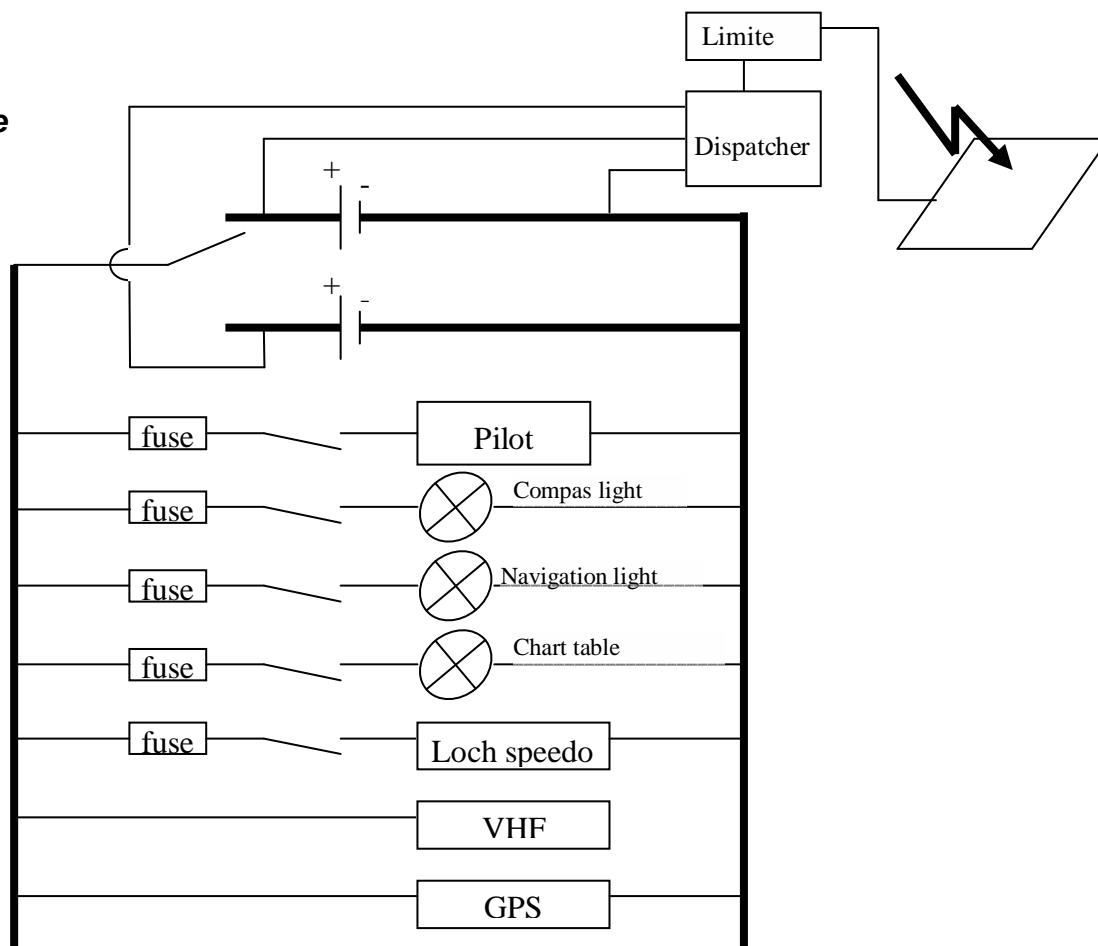 Limite
e
Dispatcher
+ -
+ -
fuse Pilot
fuse Compas light
fuse Navigation light
fuse Chart table
fuse Loch speedo
VHF
GPS